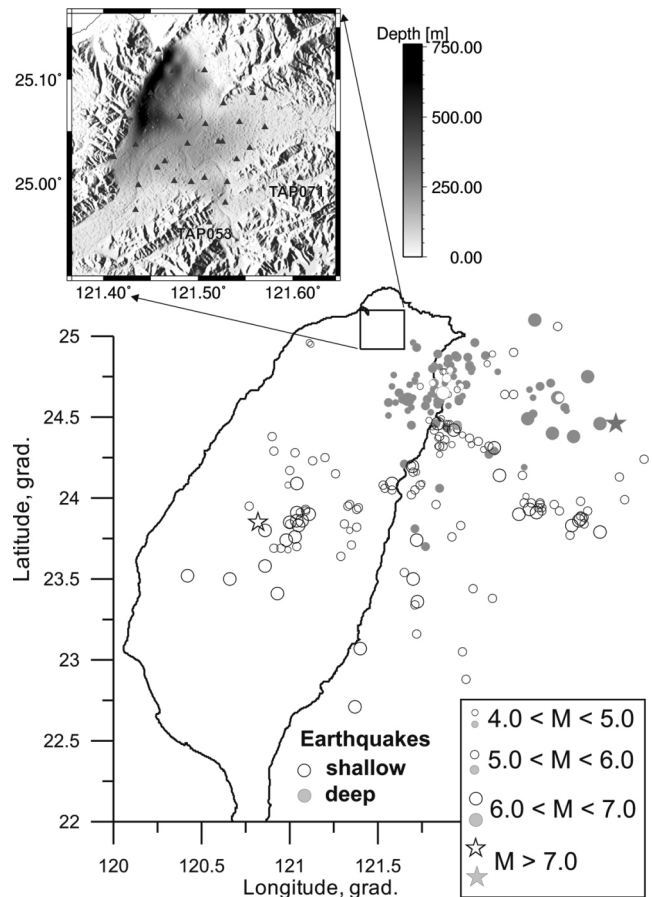 Depth [m]
750.00
500.00
250.00
0.00
25.10°
25.00°
TAP071
TAP053
121.40°
121.50°
121.60°
25
24.5
24
23.5
23
22.5
22
Latitude, grad.
120
120.5
121
121.5
Longitude, grad.
Earthquakes
shallow
deep
4.0 < M < 5.0
5.0 < M < 6.0
6.0 < M < 7.0
M > 7.0